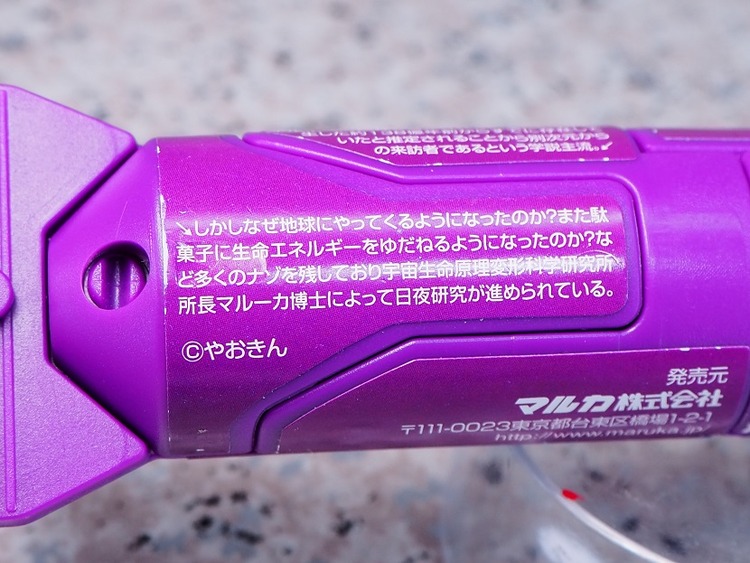 いたと推定されることから別次元から
の来訪者であるという学説主流。↙
↘しかしなぜ地球にやってくるようになったのか?また駄
菓子に生命エネルギーをゆだねるようになったのか?な
ど多くのナゾを残しており宇宙生命原理変形科学研究所
所長マルーカ博士によって日夜研究が進められている。
©やおきん
発売元
マルカ株式会社
〒111-0023東京都台東区橋場1-2-1
http://www.maruka.jp/